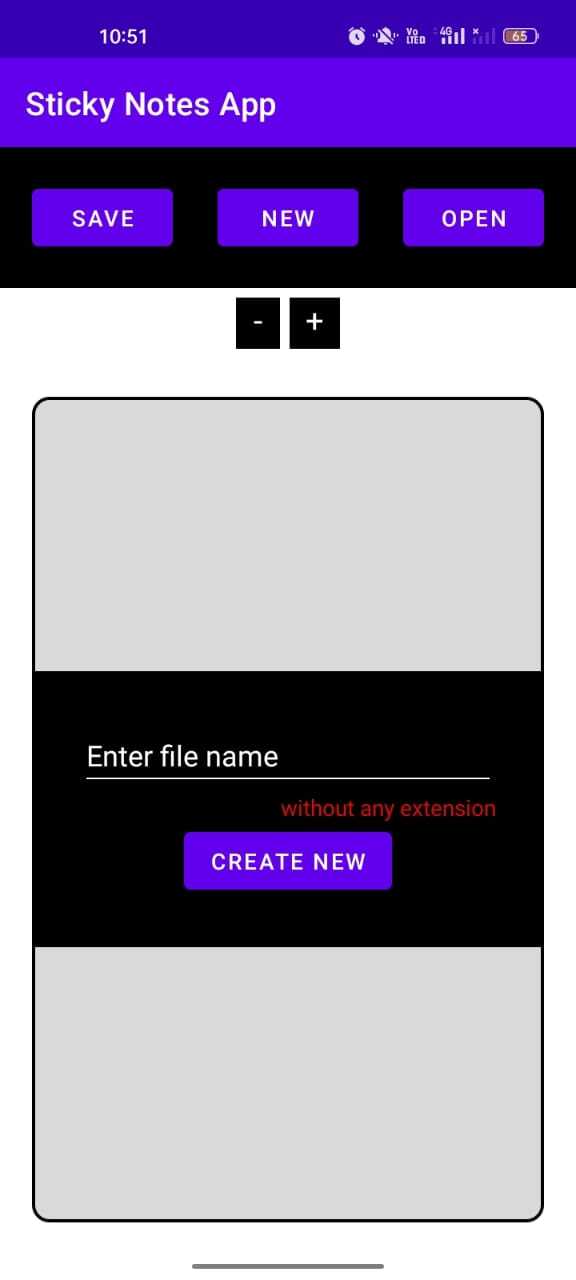 10:51 Vo LTED 4G 65
Sticky Notes App
SAVE NEW OPEN
- +
Enter file name
without any extension
CREATE NEW